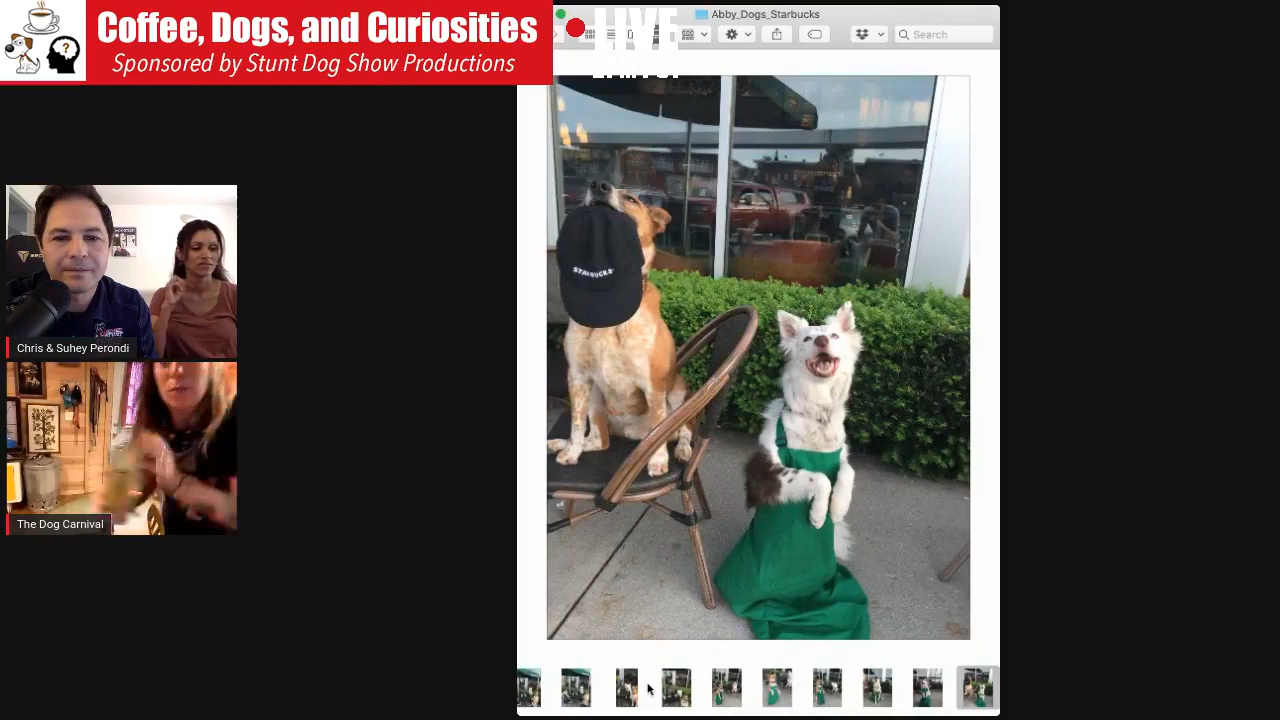 Coffee, Dogs, and Curiosities
Sponsored by Stunt Dog Show Productions
LIVE
Abby_Dogs_Starbucks
Search
STARBUCKS
Chris & Suhey Perondi
The Dog Carnival